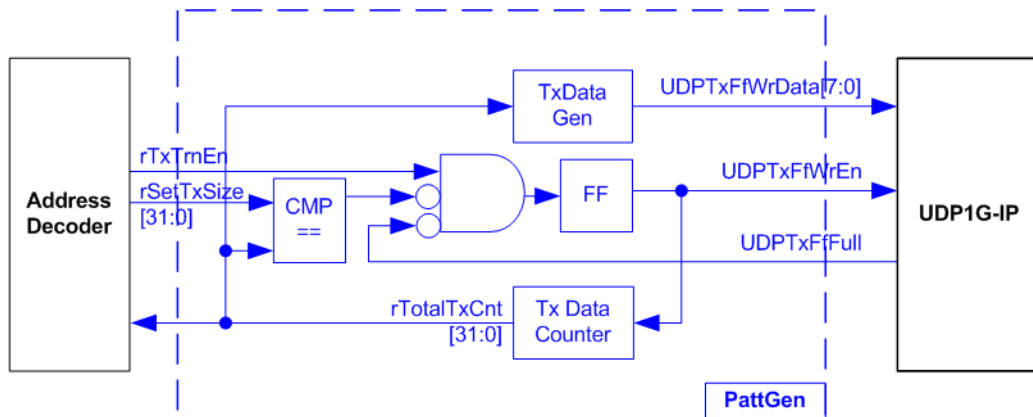 TxData
Gen
UDPTxFfWrData[7:0]
rTxTrnEn
rSetTxSize
[31:0]
Address
Decoder
CMP
==
FF
UDPTxFfWrEn
UDP1G-IP
UDPTxFfFull
rTotalTxCnt
[31:0]
Tx Data
Counter
PattGen